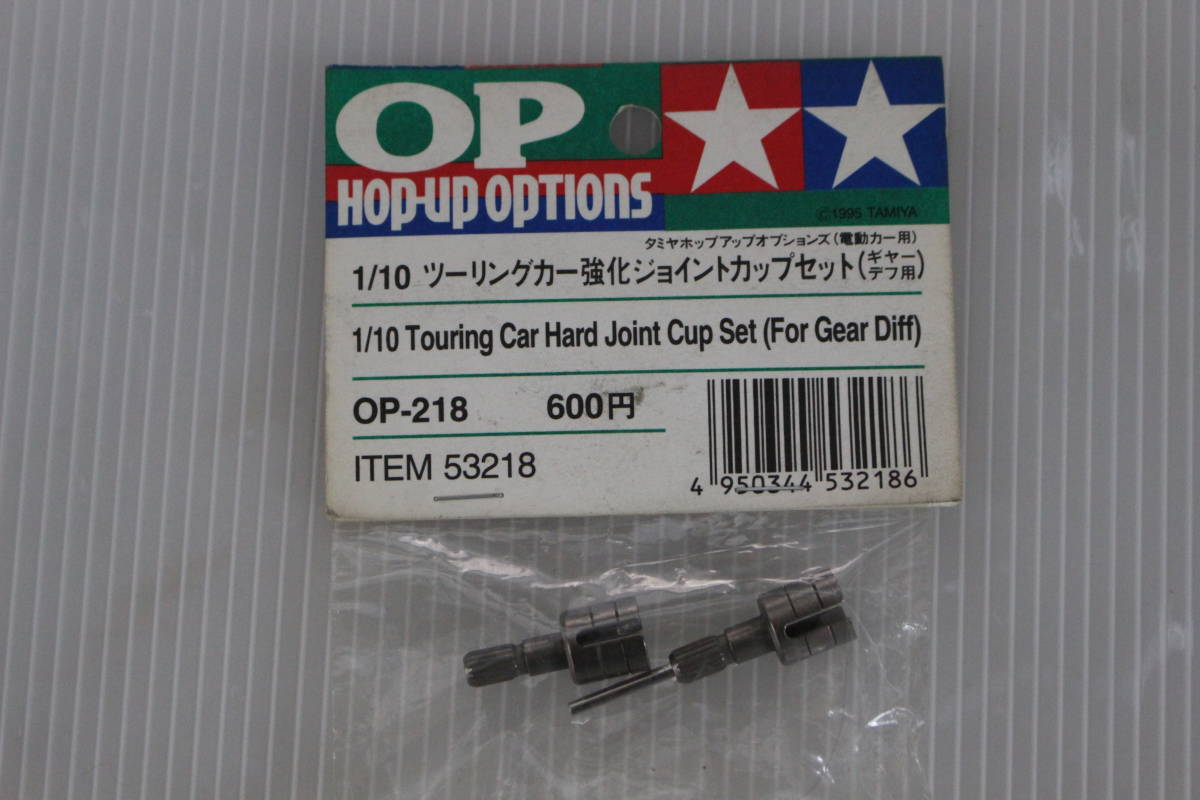 OP
HOP-UP OPTIONS
©1995 TAMIYA
タミヤホップアップオプションズ(電動カー用)
1/10 ツーリングカー強化ジョイントカップセット(ギヤーデフ用)
1/10 Touring Car Hard Joint Cup Set (For Gear Diff)
OP-218 600円
ITEM 53218
4 950344 532186